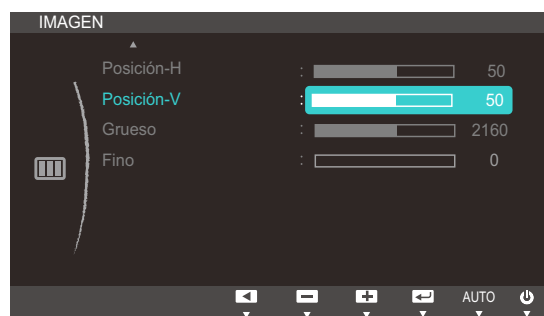 IMAGEN
Posición-H : 50
Posición-V : 50
Grueso : 2160
Fino : 0
AUTO